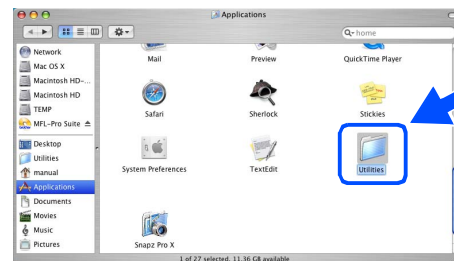 Applications
home
Network
Mac OS X
Macintosh HD-...
Macintosh HD
TEMP
MFL-Pro Suite
Desktop
Utilities
manual
Applications
Documents
Movies
Music
Pictures
Mail
Preview
QuickTime Player
Safari
Sherlock
Stickies
System Preferences
TextEdit
Utilities
Snapz Pro X
1 of 27 selected, 11.36 GB available